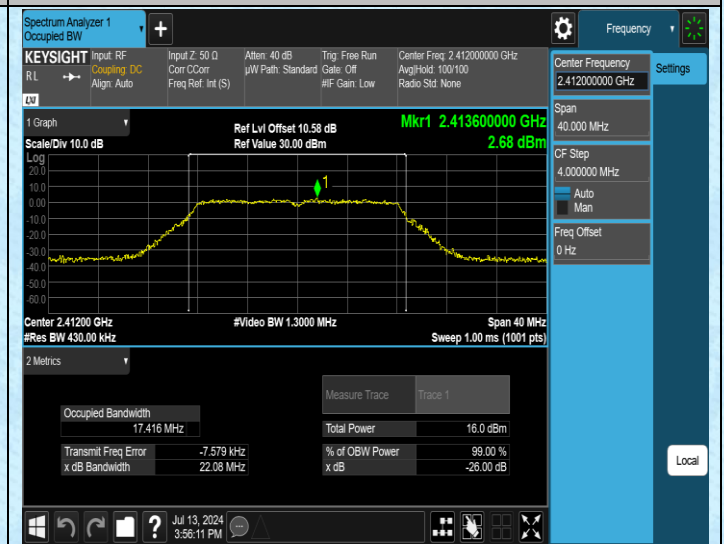 Spectrum Analyzer 1
Occupied BW
+
Frequency
KEYSIGHT
RL
LXI
Input: RF
Coupling: DC
Align: Auto
Input Z: 50 Ω
Corr CCorr
Freq Ref: Int (S)
Atten: 40 dB
µW Path: Standard
Trig: Free Run
Gate: Off
#IF Gain: Low
Center Freq: 2.412000000 GHz
Avg|Hold: 100/100
Radio Std: None
Center Frequency
2.412000000 GHz
Settings
Span
40.000 MHz
CF Step
4.000000 MHz
Auto
Man
Freq Offset
0 Hz
1 Graph
Scale/Div 10.0 dB
Ref Lvl Offset 10.58 dB
Ref Value 30.00 dBm
Mkr1 2.413600000 GHz
2.68 dBm
Log
20.0
10.0
0.00
-10.0
-20.0
-30.0
-40.0
-50.0
-60.0
1
Center 2.41200 GHz
#Video BW 1.3000 MHz
Span 40 MHz
#Res BW 430.00 kHz
Sweep 1.00 ms (1001 pts)
2 Metrics
Measure Trace
Trace 1
Occupied Bandwidth
17.416 MHz
Total Power
16.0 dBm
Transmit Freq Error
-7.579 kHz
% of OBW Power
99.00 %
x dB Bandwidth
22.08 MHz
x dB
-26.00 dB
Local
?
Jul 13, 2024
3:56:11 PM